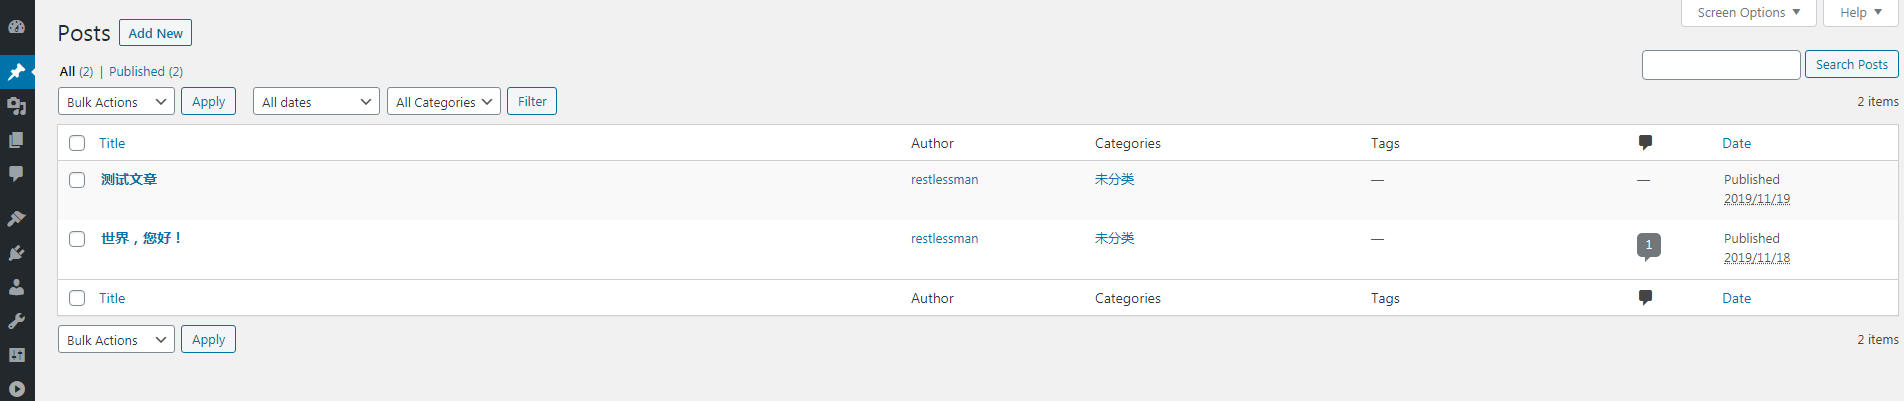 Screen Options Help
Posts Add New
All (2) | Published (2)
Search Posts
Bulk Actions Apply All dates All Categories Filter
2 items
Title Author Categories Tags Date
测试文章 restlessman 未分类 — — Published
2019/11/19
世界，您好！ restlessman 未分类 — 1 Published
2019/11/18
Title Author Categories Tags Date
Bulk Actions Apply
2 items